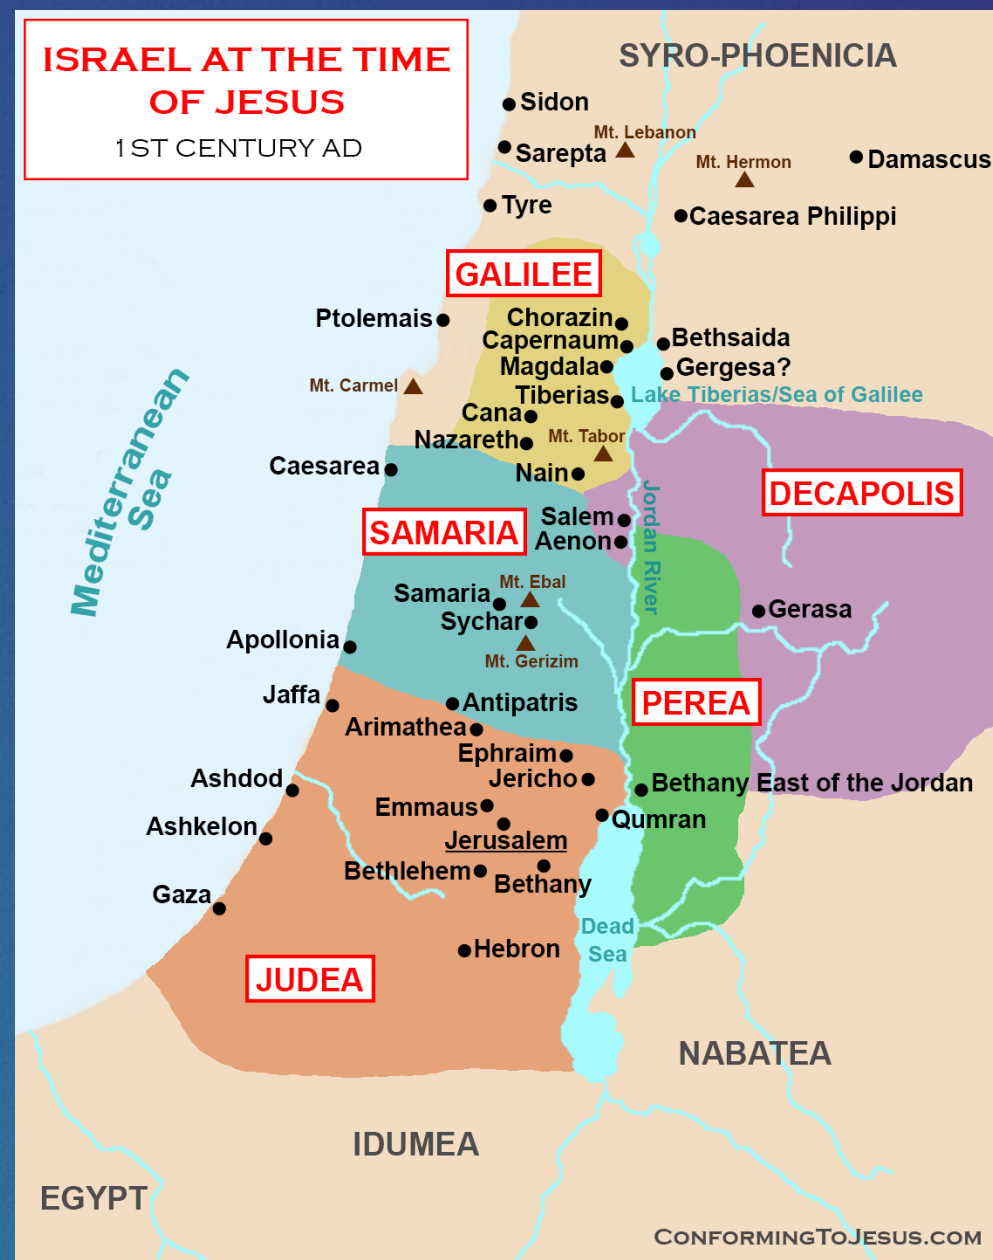 ISRAEL AT THE TIME
OF JESUS
1ST CENTURY AD
SYRO-PHOENICIA
Sidon
Mt. Lebanon
Sarepta
Mt. Hermon
Damascus
Tyre
Caesarea Philippi
GALILEE
Ptolemais
Chorazin
Capernaum
Bethsaida
Magdala
Gergesa?
Mt. Carmel
Tiberias
Lake Tiberias/Sea of Galilee
Cana
Nazareth
Mt. Tabor
Caesarea
Nain
Mediterranean
Sea
DECAPOLIS
SAMARIA
Salem
Aenon
Jordan River
Mt. Ebal
Samaria
Sychar
Gerasa
Apollonia
Mt. Gerizim
Jaffa
Antipatris
PEREA
Arimathea
Ephraim
Ashdod
Jericho
Bethany East of the Jordan
Emmaus
Ashkelon
Qumran
Jerusalem
Bethlehem
Bethany
Gaza
Dead
Sea
Hebron
JUDEA
NABATEA
IDUMEA
EGYPT
CONFORMINGTOJESUS.COM